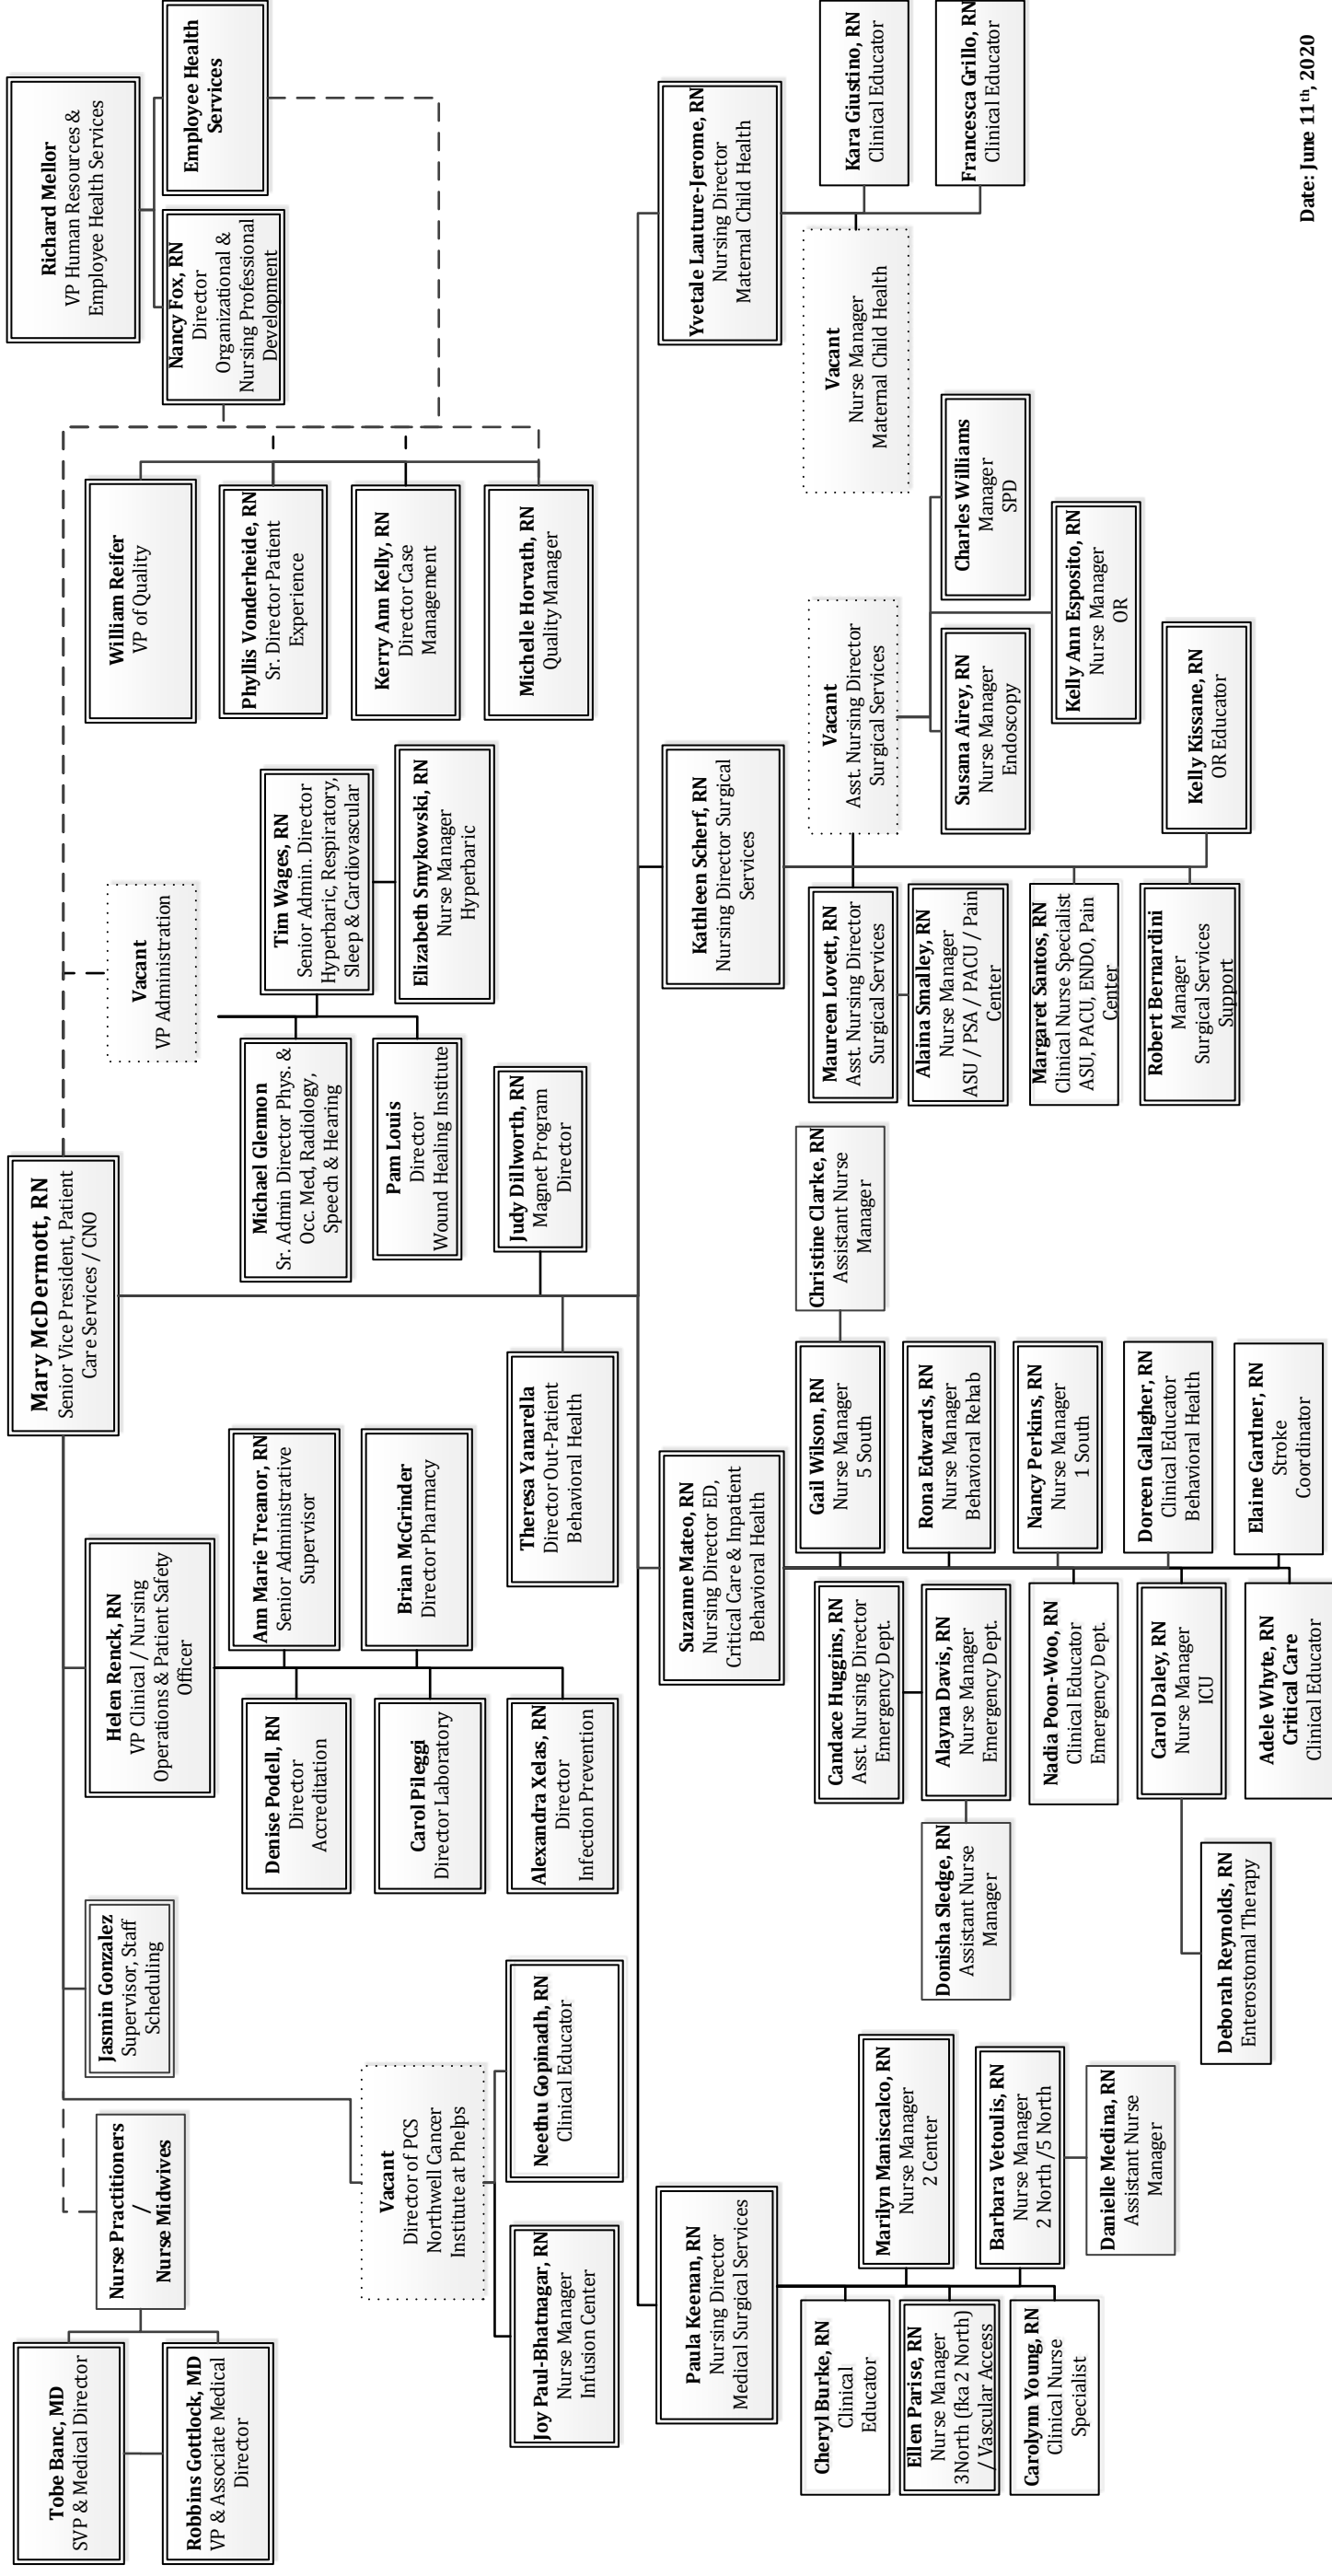 Mary McDermott, RN
Senior Vice President, Patient
Care Services / CNO
Richard Mellor
VP Human Resources &
Employee Health Services
Nancy Fox, RN
Director
Organizational &
Nursing Professional
Development
Employee Health
Services
Tobe Banc, MD
SVP & Medical Director
Robbins Gottlock, MD
VP & Associate Medical
Director
Nurse Practitioners
/
Nurse Midwives
Jasmin Gonzalez
Supervisor, Staff
Scheduling
Helen Renck, RN
VP Clinical / Nursing
Operations & Patient Safety
Officer
Vacant
VP Administration
William Reifer
VP of Quality
Phyllis Vonderheide, RN
Sr. Director Patient
Experience
Kerry Ann Kelly, RN
Director Case
Management
Michelle Horvath, RN
Quality Manager
Denise Podell, RN
Director
Accreditation
Ann Marie Treanor, RN
Senior Administrative
Supervisor
Carol Pileggi
Director Laboratory
Brian McGrinder
Director Pharmacy
Alexandra Xelas, RN
Director
Infection Prevention
Michael Glennon
Sr. Admin Director Phys. &
Occ. Med, Radiology,
Speech & Hearing
Tim Wages, RN
Senior Admin. Director
Hyperbaric, Respiratory,
Sleep & Cardiovascular
Pam Louis
Director
Wound Healing Institute
Elizabeth Smykowski, RN
Nurse Manager
Hyperbaric
Vacant
Director of PCS
Northwell Cancer
Institute at Phelps
Joy Paul-Bhatnagar, RN
Nurse Manager
Infusion Center
Neethu Gopinadh, RN
Clinical Educator
Theresa Yanarella
Director Out-Patient
Behavioral Health
Judy Dillworth, RN
Magnet Program
Director
Paula Keenan, RN
Nursing Director
Medical Surgical Services
Cheryl Burke, RN
Clinical
Educator
Ellen Parise, RN
Nurse Manager
3North (fka 2 North)
/ Vascular Access
Carolynn Young, RN
Clinical Nurse
Specialist
Marilyn Maniscalco, RN
Nurse Manager
2 Center
Barbara Vetoulis, RN
Nurse Manager
2 North /5 North
Danielle Medina, RN
Assistant Nurse
Manager
Suzanne Mateo, RN
Nursing Director ED,
Critical Care & Inpatient
Behavioral Health
Candace Huggins, RN
Asst. Nursing Director
Emergency Dept.
Alayna Davis, RN
Nurse Manager
Emergency Dept.
Donisha Sledge, RN
Assistant Nurse
Manager
Nadia Poon-Woo, RN
Clinical Educator
Emergency Dept.
Carol Daley, RN
Nurse Manager
ICU
Deborah Reynolds, RN
Enterostomal Therapy
Adele Whyte, RN
Critical Care
Clinical Educator
Gail Wilson, RN
Nurse Manager
5 South
Christine Clarke, RN
Assistant Nurse
Manager
Rona Edwards, RN
Nurse Manager
Behavioral Rehab
Nancy Perkins, RN
Nurse Manager
1 South
Doreen Gallagher, RN
Clinical Educator
Behavioral Health
Elaine Gardner, RN
Stroke
Coordinator
Kathleen Scherf, RN
Nursing Director Surgical
Services
Maureen Lovett, RN
Asst. Nursing Director
Surgical Services
Alaina Smalley, RN
Nurse Manager
ASU / PSA / PACU / Pain
Center
Margaret Santos, RN
Clinical Nurse Specialist
ASU, PACU, ENDO, Pain
Center
Robert Bernardini
Manager
Surgical Services
Support
Vacant
Asst. Nursing Director
Surgical Services
Susana Airey, RN
Nurse Manager
Endoscopy
Charles Williams
Manager
SPD
Kelly Ann Esposito, RN
Nurse Manager
OR
Kelly Kissane, RN
OR Educator
Yvetale Lauture-Jerome, RN
Nursing Director
Maternal Child Health
Vacant
Nurse Manager
Maternal Child Health
Kara Giustino, RN
Clinical Educator
Francesca Grillo, RN
Clinical Educator
Date: June 11th, 2020